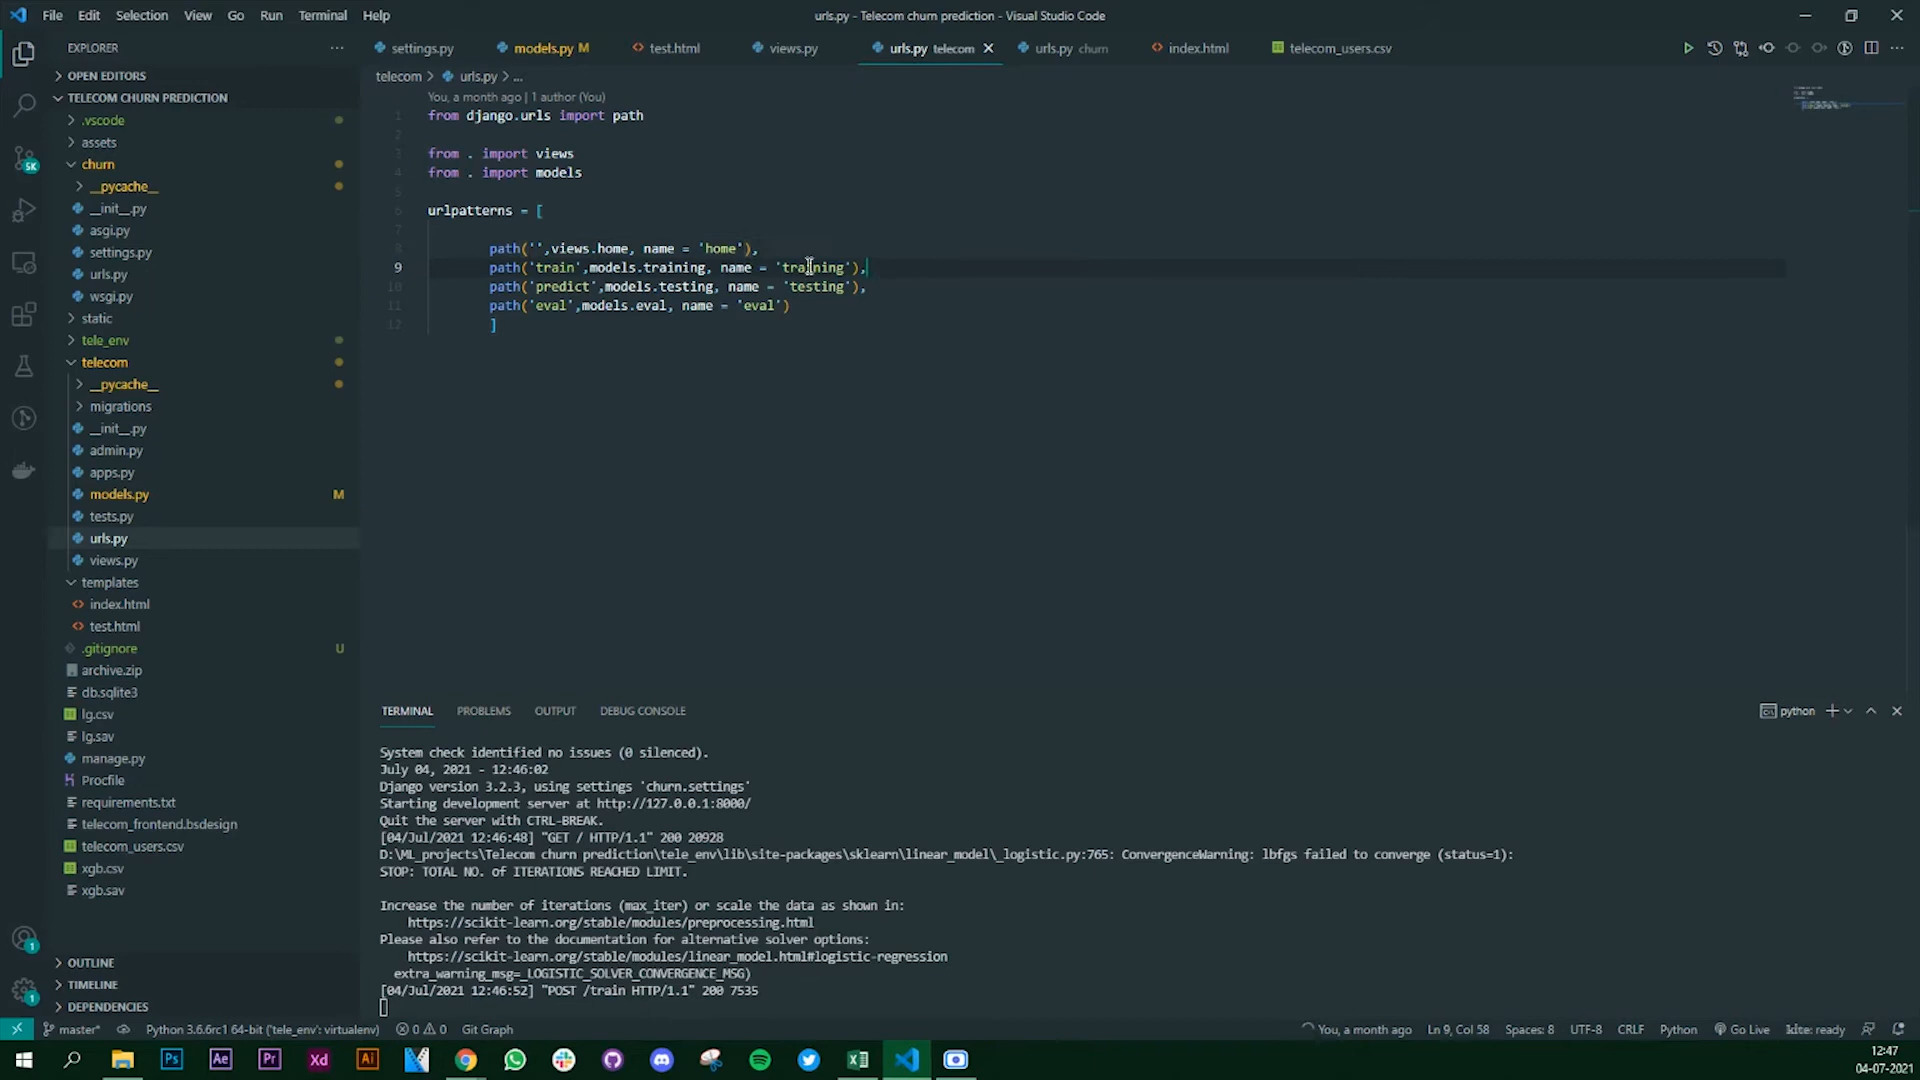 File Edit Selection View Go Run Terminal Help
urls.py - Telecom churn prediction - Visual Studio Code
EXPLORER
settings.py
models.py M
test.html
views.py
urls.py telecom
urls.py churn
index.html
telecom_users.csv
OPEN EDITORS
TELECOM CHURN PREDICTION
.vscode
assets
churn
__pycache__
__init__.py
asgi.py
settings.py
urls.py
wsgi.py
static
tele_env
telecom
__pycache__
migrations
__init__.py
admin.py
apps.py
models.py M
tests.py
urls.py
views.py
templates
index.html
test.html
.gitignore U
archive.zip
db.sqlite3
lg.csv
lg.sav
manage.py
Procfile
requirements.txt
telecom_frontend.bsdesign
telecom_users.csv
xgb.csv
xgb.sav
OUTLINE
TIMELINE
DEPENDENCIES
5K
1
1
telecom > urls.py > ...
You, a month ago | 1 author (You)
1 from django.urls import path
2
3 from . import views
4 from . import models
5
6 urlpatterns = [
7
8 path('',views.home, name = 'home'),
9 path('train',models.training, name = 'training'),
10 path('predict',models.testing, name = 'testing'),
11 path('eval',models.eval, name = 'eval')
12 ]
TERMINAL PROBLEMS OUTPUT DEBUG CONSOLE
python
System check identified no issues (0 silenced).
July 04, 2021 - 12:46:02
Django version 3.2.3, using settings 'churn.settings'
Starting development server at http://127.0.0.1:8000/
Quit the server with CTRL-BREAK.
[04/Jul/2021 12:46:48] "GET / HTTP/1.1" 200 20928
D:\ML_projects\Telecom churn prediction\tele_env\lib\site-packages\sklearn\linear_model\_logistic.py:765: ConvergenceWarning: lbfgs failed to converge (status=1):
STOP: TOTAL NO. of ITERATIONS REACHED LIMIT.
Increase the number of iterations (max_iter) or scale the data as shown in:
https://scikit-learn.org/stable/modules/preprocessing.html
Please also refer to the documentation for alternative solver options:
https://scikit-learn.org/stable/modules/linear_model.html#logistic-regression
extra_warning_msg=_LOGISTIC_SOLVER_CONVERGENCE_MSG)
[04/Jul/2021 12:46:52] "POST /train HTTP/1.1" 200 7535
master* Python 3.6.6rc1 64-bit ('tele_env': virtualenv) 0 0 Git Graph
You, a month ago Ln 9, Col 58 Spaces: 8 UTF-8 CRLF Python Go Live kite: ready
Ps Ae Pr Xd Ai
12:47
04-07-2021